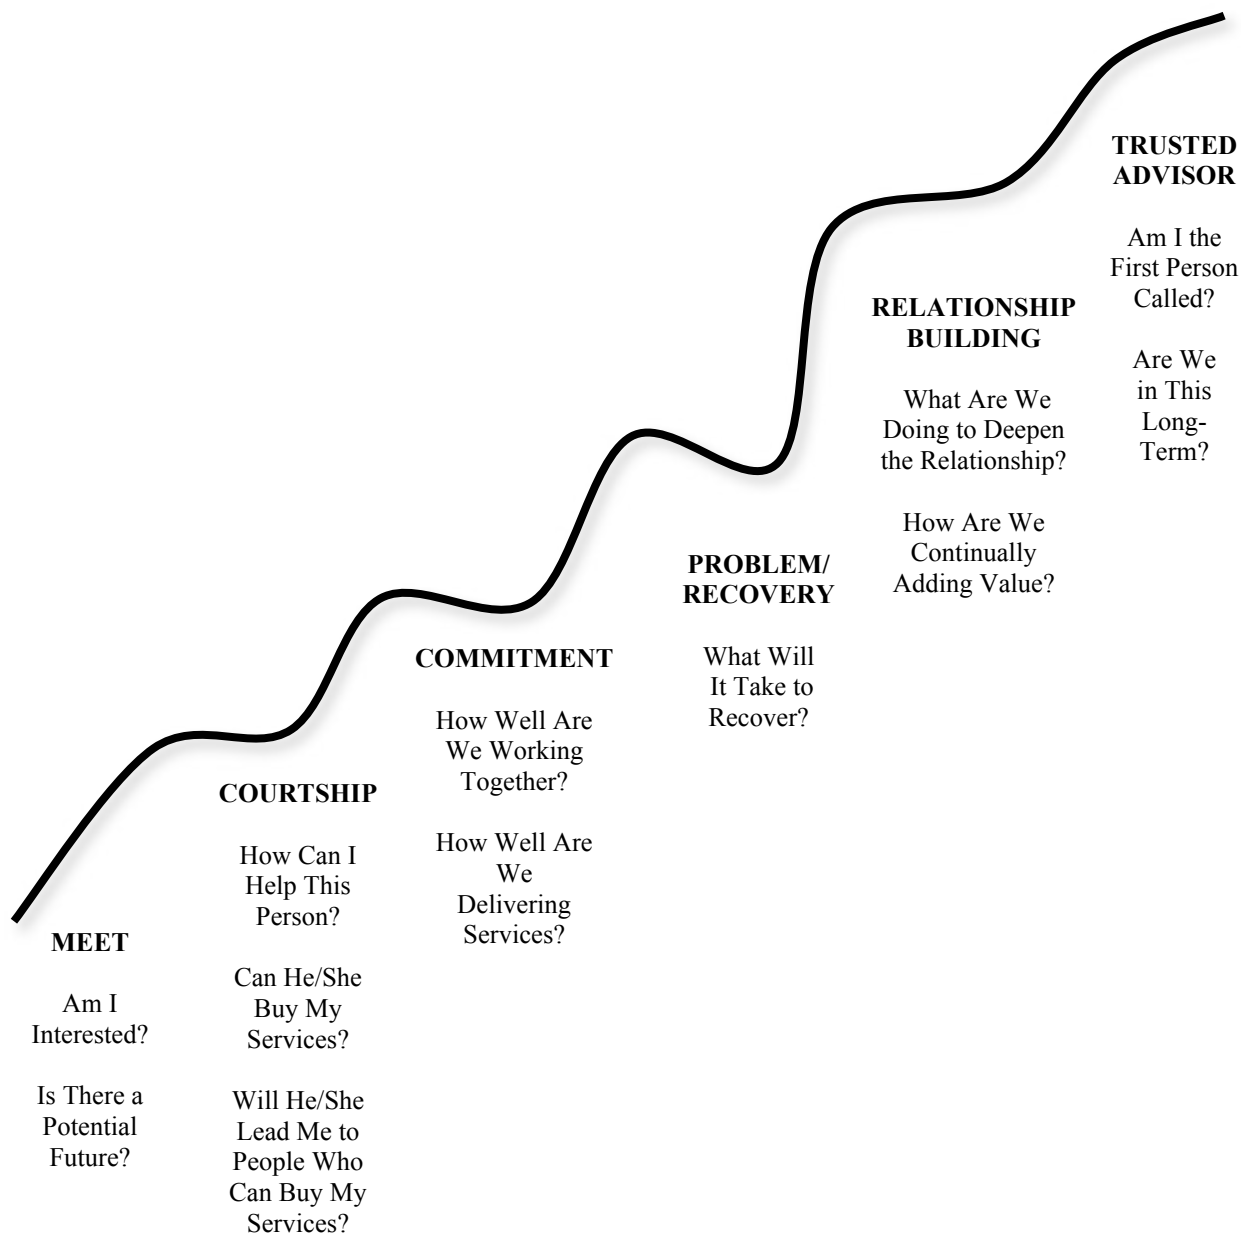 MEET
Am I
Interested?
Is There a
Potential
Future?
COURTSHIP
How Can I
Help This
Person?
Can He/She
Buy My
Services?
Will He/She
Lead Me to
People Who
Can Buy My
Services?
COMMITMENT
How Well Are
We Working
Together?
How Well Are
We
Delivering
Services?
PROBLEM/
RECOVERY
What Will
It Take to
Recover?
RELATIONSHIP
BUILDING
What Are We
Doing to Deepen
the Relationship?
How Are We
Continually
Adding Value?
TRUSTED
ADVISOR
Am I the
First Person
Called?
Are We
in This
Long-
Term?